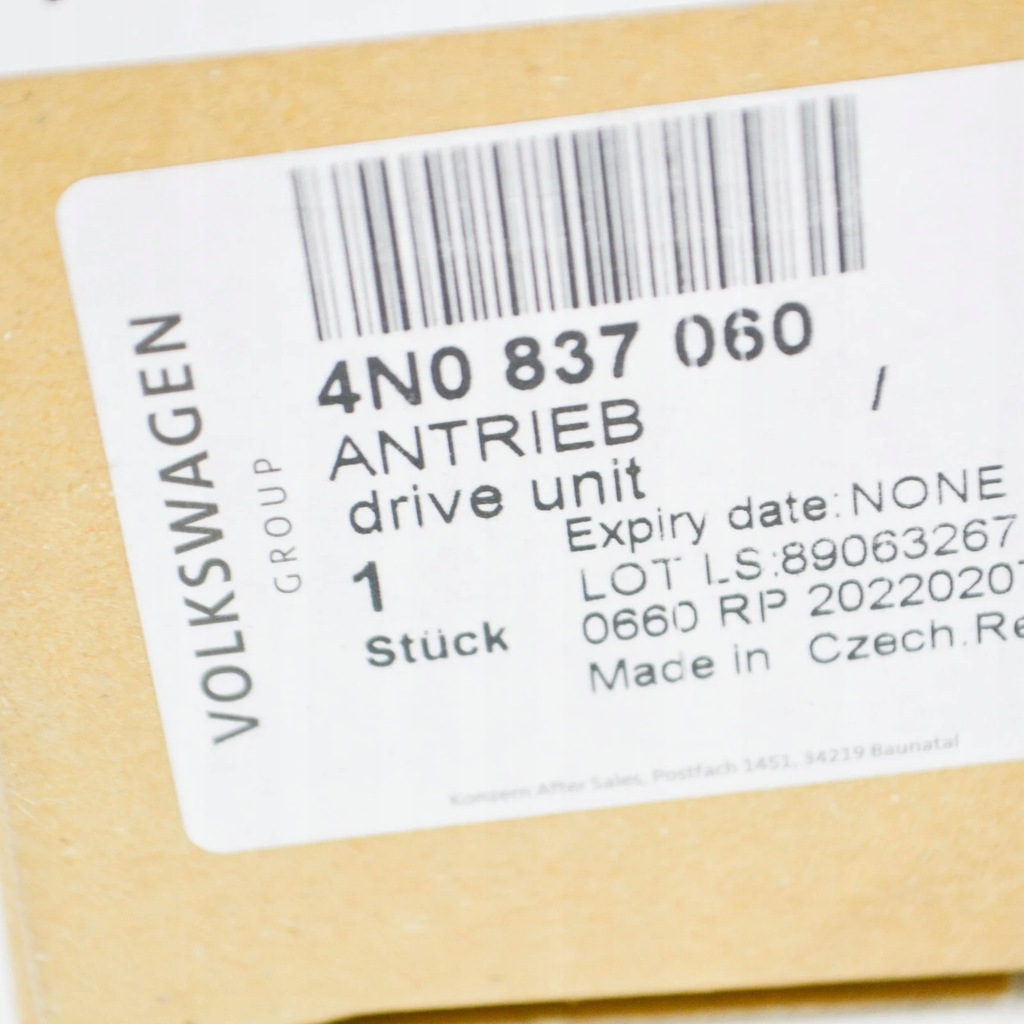 VOLKSWAGEN
GROUP
4N0 837 060
ANTRIEB /
drive unit
Expiry date:NONE
1
LOT LS:89063267
Stück
0660 RP 2022020
Made in Czech.Re
Konzern After Sales, Postfach 1451, 34219 Baunatal